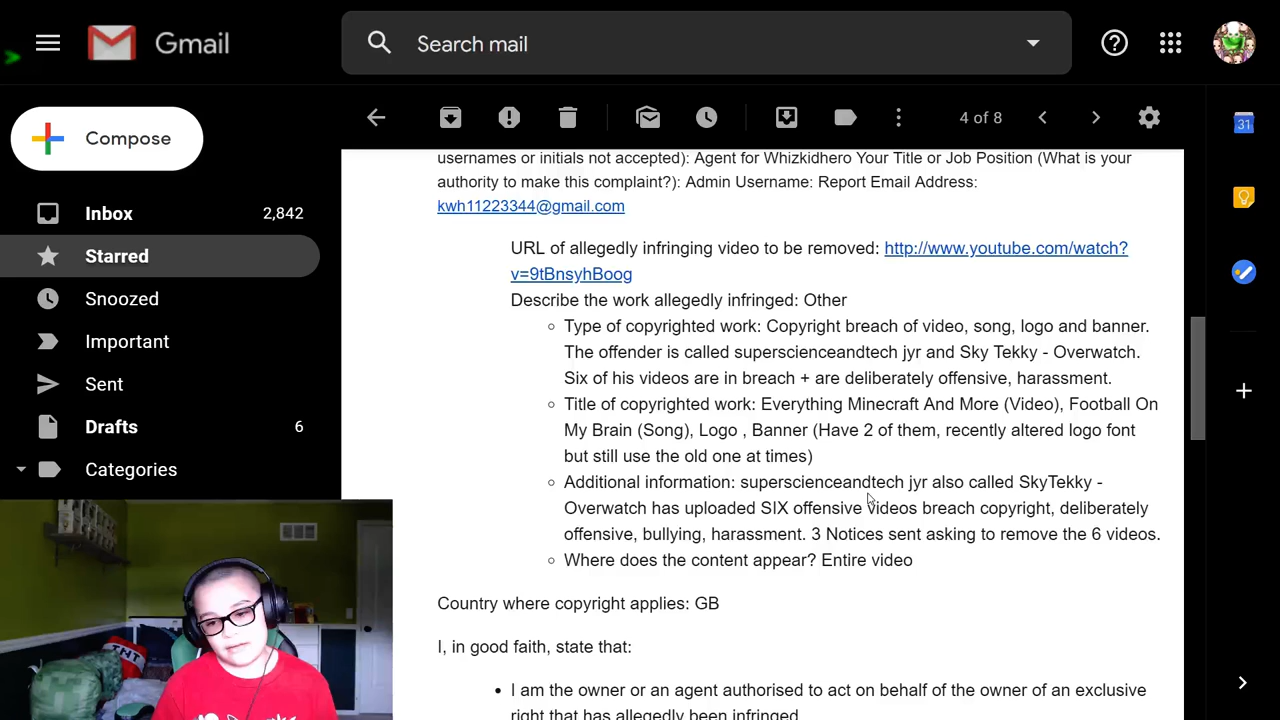 Gmail
Search mail
Compose
4 of 8
Inbox 2,842
Starred
Snoozed
Important
Sent
Drafts 6
Categories
usernames or initials not accepted): Agent for Whizkidhero Your Title or Job Position (What is your
authority to make this complaint?): Admin Username: Report Email Address:
kwh11223344@gmail.com
URL of allegedly infringing video to be removed: http://www.youtube.com/watch?
v=9tBnsyhBoog
Describe the work allegedly infringed: Other
Type of copyrighted work: Copyright breach of video, song, logo and banner.
The offender is called superscienceandtech jyr and Sky Tekky - Overwatch.
Six of his videos are in breach + are deliberately offensive, harassment.
Title of copyrighted work: Everything Minecraft And More (Video), Football On
My Brain (Song), Logo , Banner (Have 2 of them, recently altered logo font
but still use the old one at times)
Additional information: superscienceandtech jyr also called SkyTekky -
Overwatch has uploaded SIX offensive videos breach copyright, deliberately
offensive, bullying, harassment. 3 Notices sent asking to remove the 6 videos.
Where does the content appear? Entire video
Country where copyright applies: GB
I, in good faith, state that:
I am the owner or an agent authorised to act on behalf of the owner of an exclusive
right that has allegedly been infringed
31
TNT